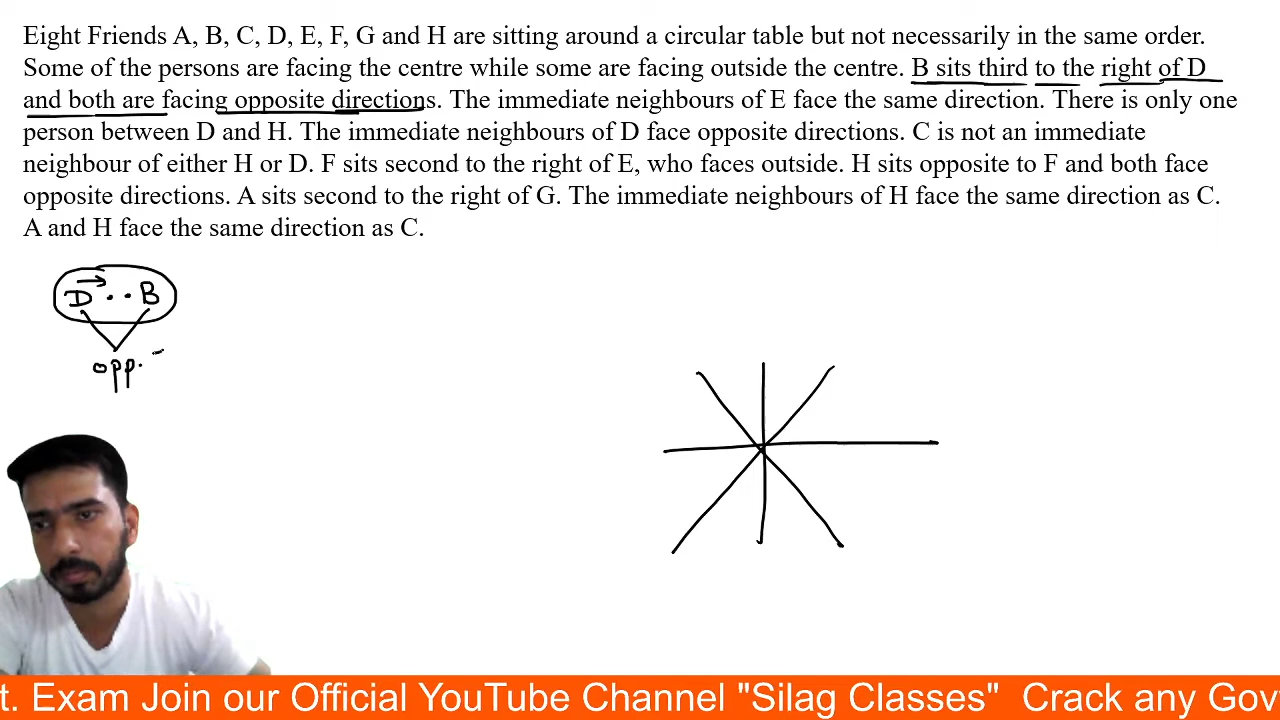 Eight Friends A, B, C, D, E, F, G and H are sitting around a circular table but not necessarily in the same order.
Some of the persons are facing the centre while some are facing outside the centre. B sits third to the right of D
and both are facing opposite directions. The immediate neighbours of E face the same direction. There is only one
person between D and H. The immediate neighbours of D face opposite directions. C is not an immediate
neighbour of either H or D. F sits second to the right of E, who faces outside. H sits opposite to F and both face
opposite directions. A sits second to the right of G. The immediate neighbours of H face the same direction as C.
A and H face the same direction as C.
D . . B
opp.
t. Exam Join our Official YouTube Channel "Silag Classes" Crack any Gov